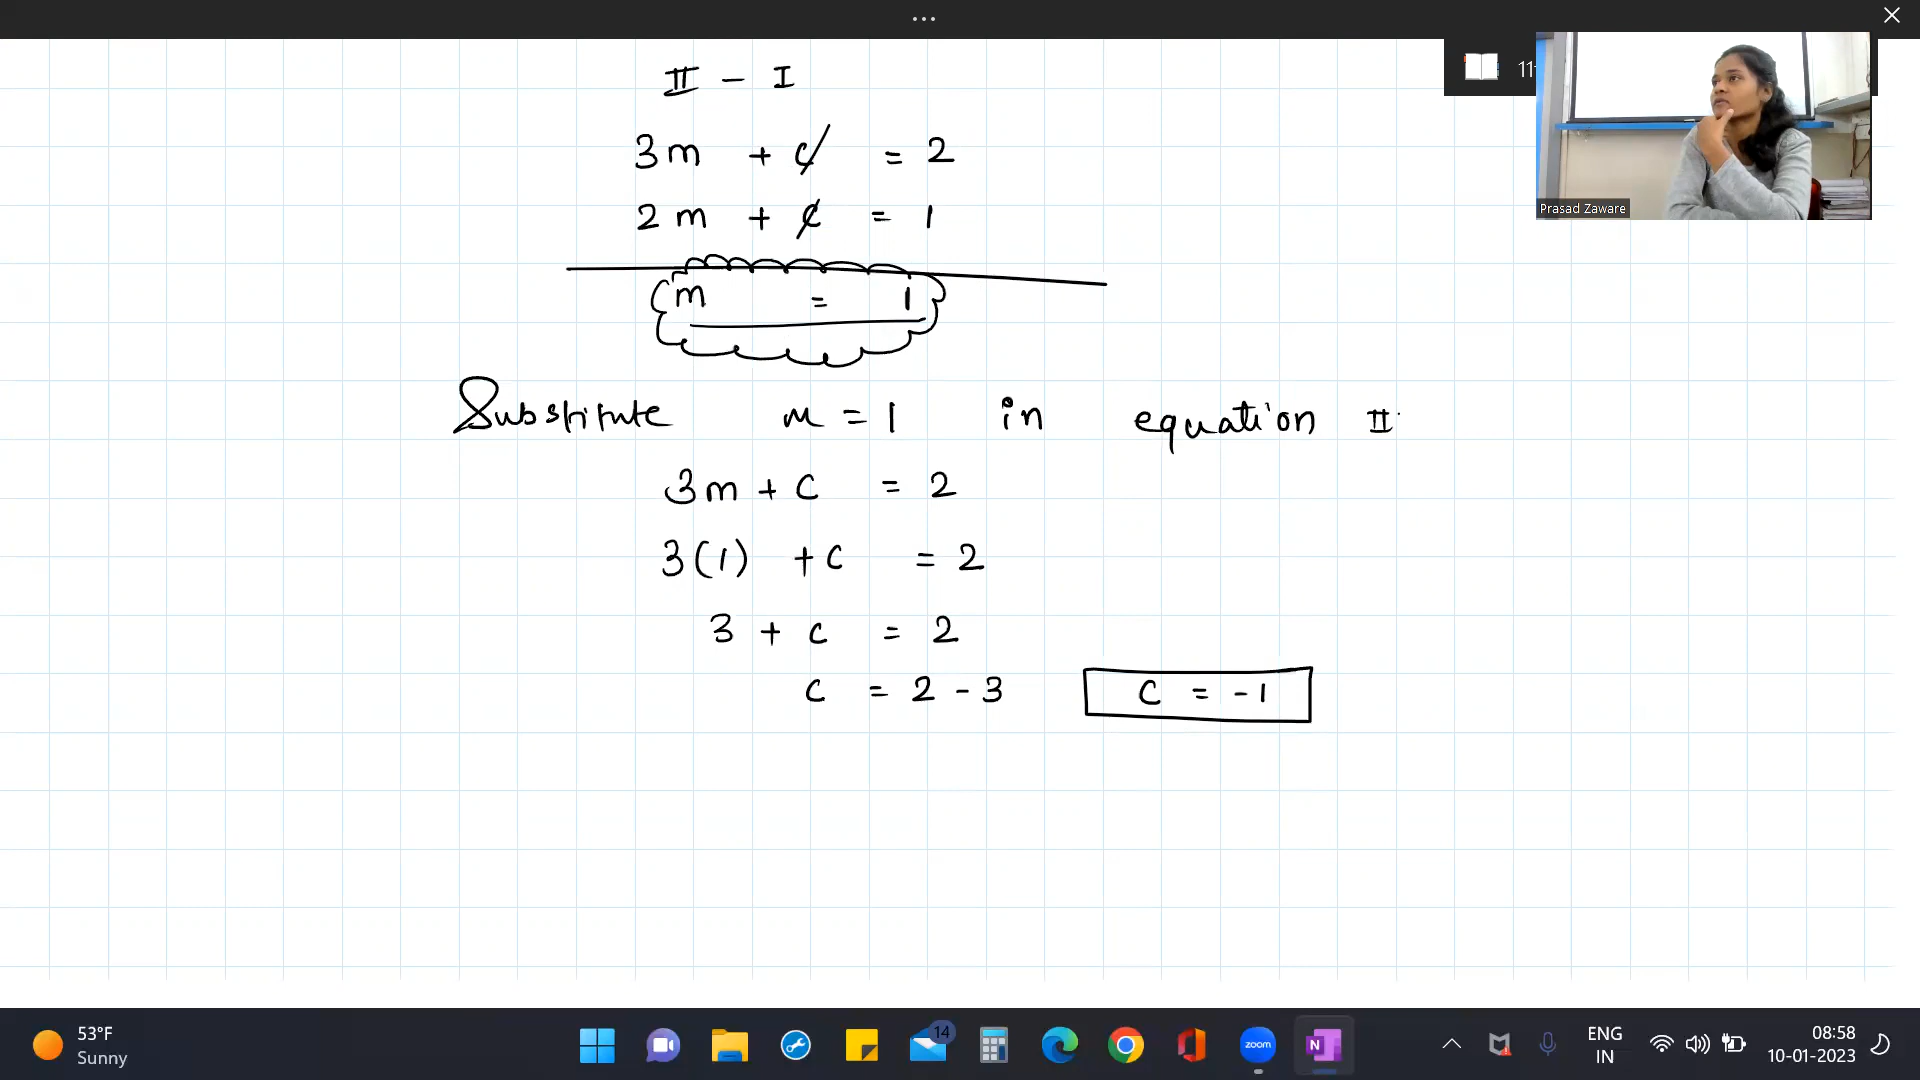 II - I
11
3m + c = 2
Prasad Zaware
2m + c = 1
m = 1
Substitute m = 1 in equation II
3m + c = 2
3(1) + c = 2
3 + c = 2
c = 2 - 3 C = -1
53°F
Sunny
14
zoom
N
ENG
IN
08:58
10-01-2023